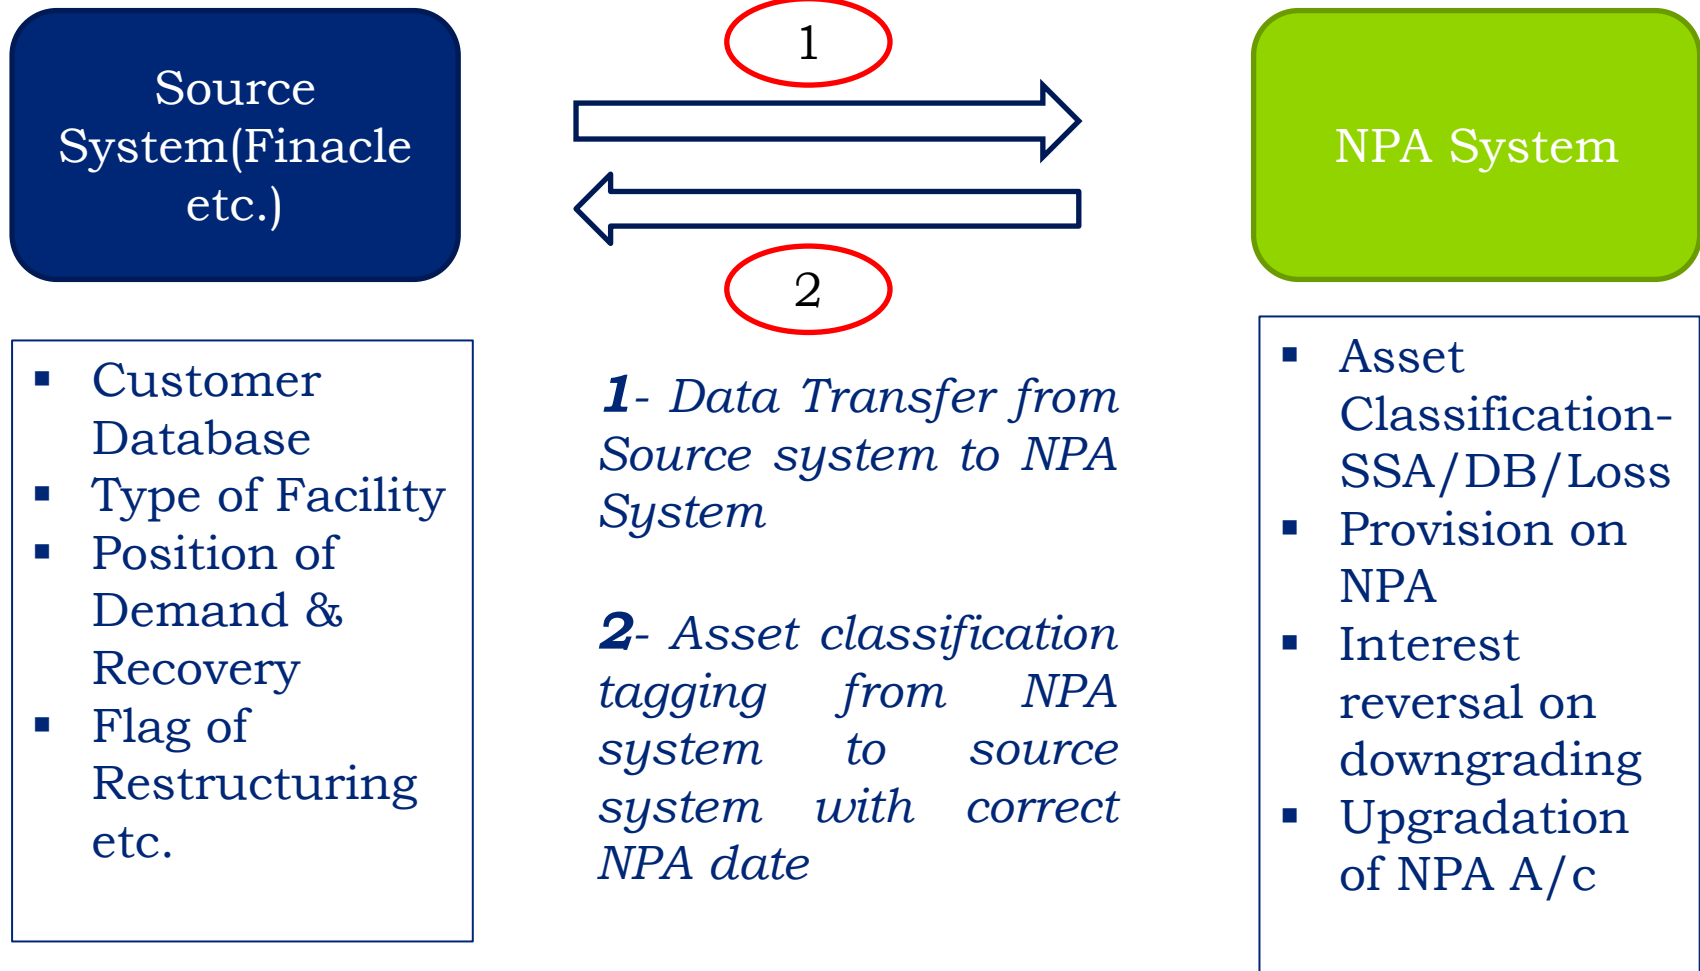 Source
System(Finacle
etc.)
1
2
NPA System
▪ Customer
Database
▪ Type of Facility
▪ Position of
Demand &
Recovery
▪ Flag of
Restructuring
etc.
1- Data Transfer from
Source system to NPA
System
2- Asset classification
tagging from NPA
system to source
system with correct
NPA date
▪ Asset
Classification-
SSA/DB/Loss
▪ Provision on
NPA
▪ Interest
reversal on
downgrading
▪ Upgradation
of NPA A/c